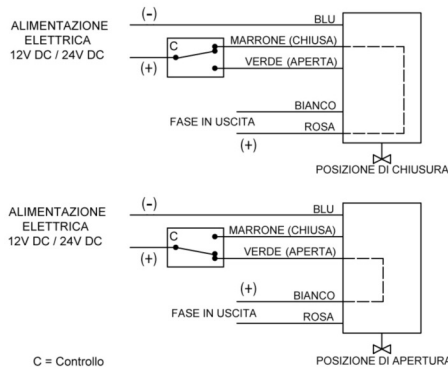 (-)
BLU
ALIMENTAZIONE
ELETTRICA
12V DC / 24V DC
C
MARRONE (CHIUSA)
(+)
VERDE (APERTA)
BIANCO
FASE IN USCITA
ROSA
(+)
POSIZIONE DI CHIUSURA
(-)
BLU
ALIMENTAZIONE
ELETTRICA
12V DC / 24V DC
C
MARRONE (CHIUSA)
(+)
VERDE (APERTA)
(+)
BIANCO
FASE IN USCITA
ROSA
C = Controllo
POSIZIONE DI APERTURA